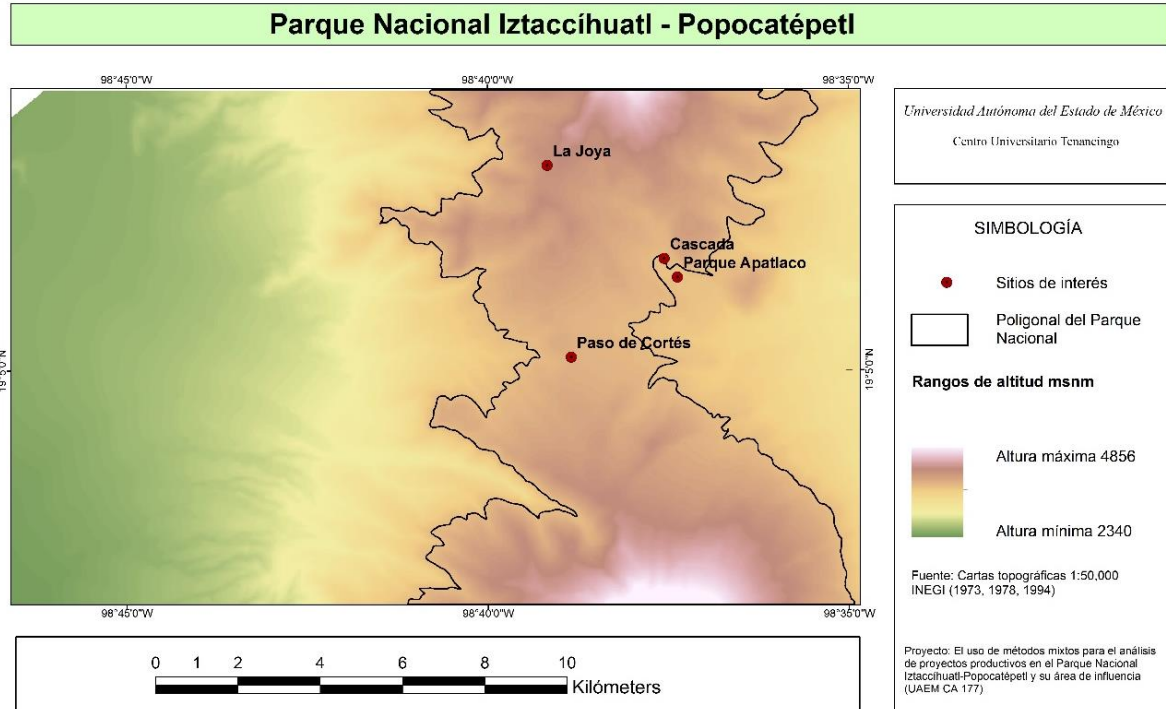 Parque Nacional Iztaccíhuatl - Popocatépetl
98°45'0"W
98°40'0"W
98°35'0"W
La Joya
Cascada
Parque Apatlaco
Paso de Cortés
19°5'0"N
19°5'0"N
98°45'0"W
98°40'0"W
98°35'0"W
0 1 2 4 6 8 10
Kilómeters
Universidad Autónoma del Estado de México
Centro Universitario Tenancingo
SIMBOLOGÍA
Sitios de interés
Poligonal del Parque
Nacional
Rangos de altitud msnm
Altura máxima 4856
Altura mínima 2340
Fuente: Cartas topográficas 1:50,000
INEGI (1973, 1978, 1994)
Proyecto: El uso de métodos mixtos para el análisis
de proyectos productivos en el Parque Nacional
Iztaccíhuatl-Popocatépetl y su área de influencia
(UAEM CA 177)